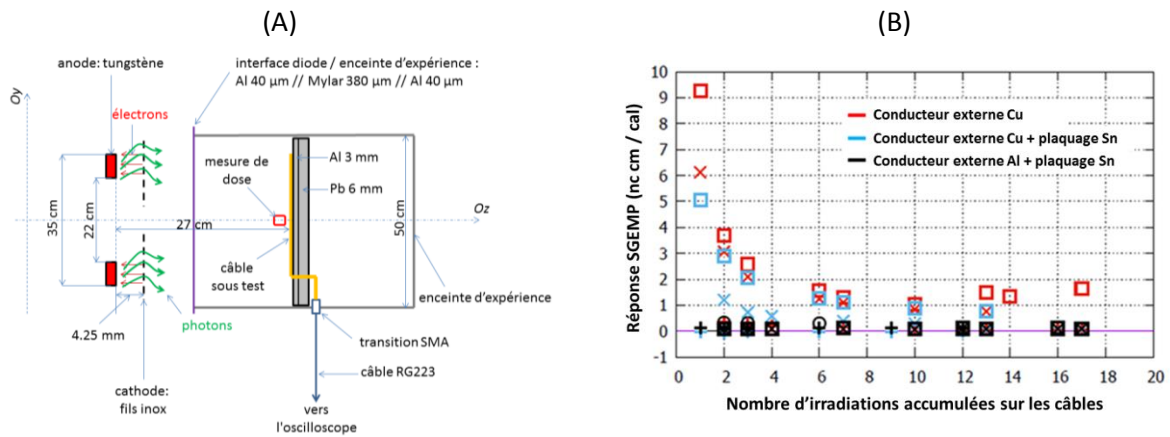 (A)
anode: tungstène
interface diode / enceinte d'expérience :
Al 40 µm // Mylar 380 µm // Al 40 µm
Oy
électrons
mesure de
dose
Al 3 mm
Pb 6 mm
35 cm
22 cm
27 cm
50 cm
Oz
câble
sous test
enceinte d'expérience
photons
4.25 mm
transition SMA
câble RG223
cathode:
fils inox
vers
l'oscilloscope
(B)
Réponse SGEMP (nc cm / cal)
10
9
8
7
6
5
4
3
2
1
0
-1
Conducteur externe Cu
Conducteur externe Cu + plaquage Sn
Conducteur externe Al + plaquage Sn
0 2 4 6 8 10 12 14 16 18 20
Nombre d'irradiations accumulées sur les câbles